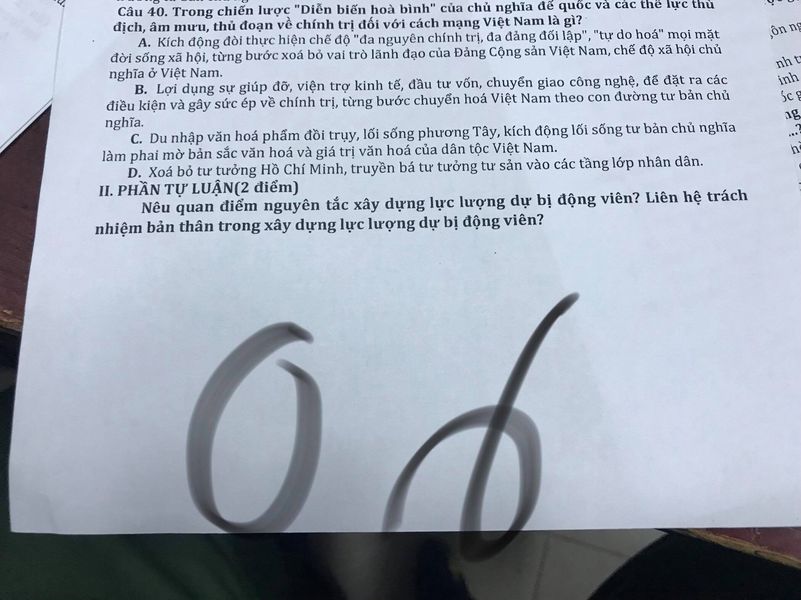 Câu 40. Trong chiến lược "Diễn biến hoà bình" của chủ nghĩa đế quốc và các thế lực thù
địch, âm mưu, thủ đoạn về chính trị đối với cách mạng Việt Nam là gì?
A. Kích động đòi thực hiện chế độ "đa nguyên chính trị, đa đảng đối lập", "tự do hoá" mọi mặt
đời sống xã hội, từng bước xoá bỏ vai trò lãnh đạo của Đảng Cộng sản Việt Nam, chế độ xã hội chủ
nghĩa ở Việt Nam.
B. Lợi dụng sự giúp đỡ, viện trợ kinh tế, đầu tư vốn, chuyển giao công nghệ, để đặt ra các
điều kiện và gây sức ép về chính trị, từng bước chuyển hoá Việt Nam theo con đường tư bản chủ
nghĩa.
C. Du nhập văn hoá phẩm đồi trụy, lối sống phương Tây, kích động lối sống tư bản chủ nghĩa
làm phai mờ bản sắc văn hoá và giá trị văn hoá của dân tộc Việt Nam.
D. Xoá bỏ tư tưởng Hồ Chí Minh, truyền bá tư tưởng tư sản vào các tầng lớp nhân dân.
II. PHẦN TỰ LUẬN(2 điểm)
Nêu quan điểm nguyên tắc xây dựng lực lượng dự bị động viên? Liên hệ trách
nhiệm bản thân trong xây dựng lực lượng dự bị động viên?